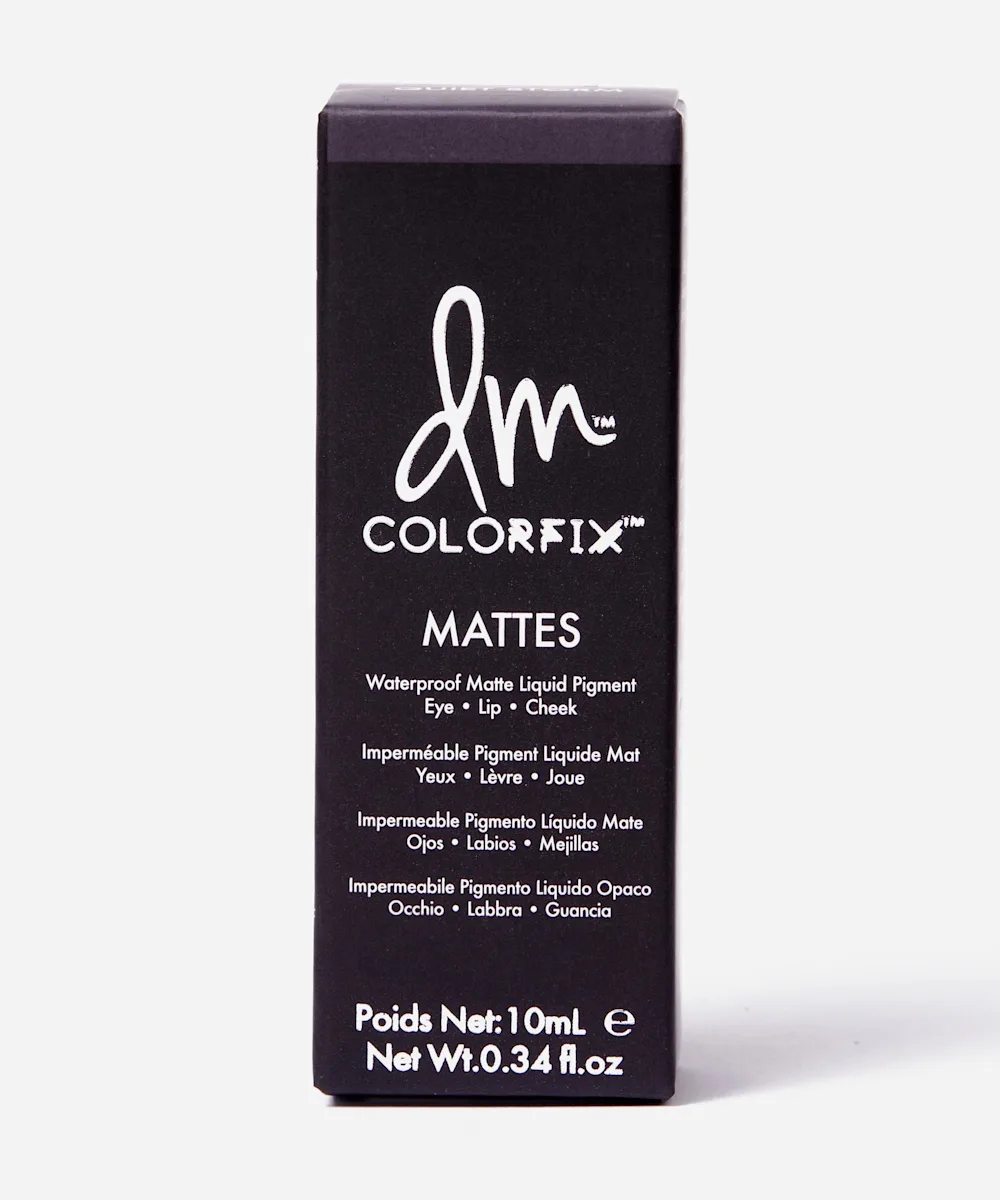 QUIET STORM
dm™
COLORFIX™
MATTES
Waterproof Matte Liquid Pigment
Eye • Lip • Cheek
Imperméable Pigment Liquide Mat
Yeux • Lèvre • Joue
Impermeable Pigmento Líquido Mate
Ojos • Labios • Mejillas
Impermeabile Pigmento Liquido Opaco
Occhio • Labbra • Guancia
Poids Net:10mL ℮
Net Wt.0.34 fl.oz